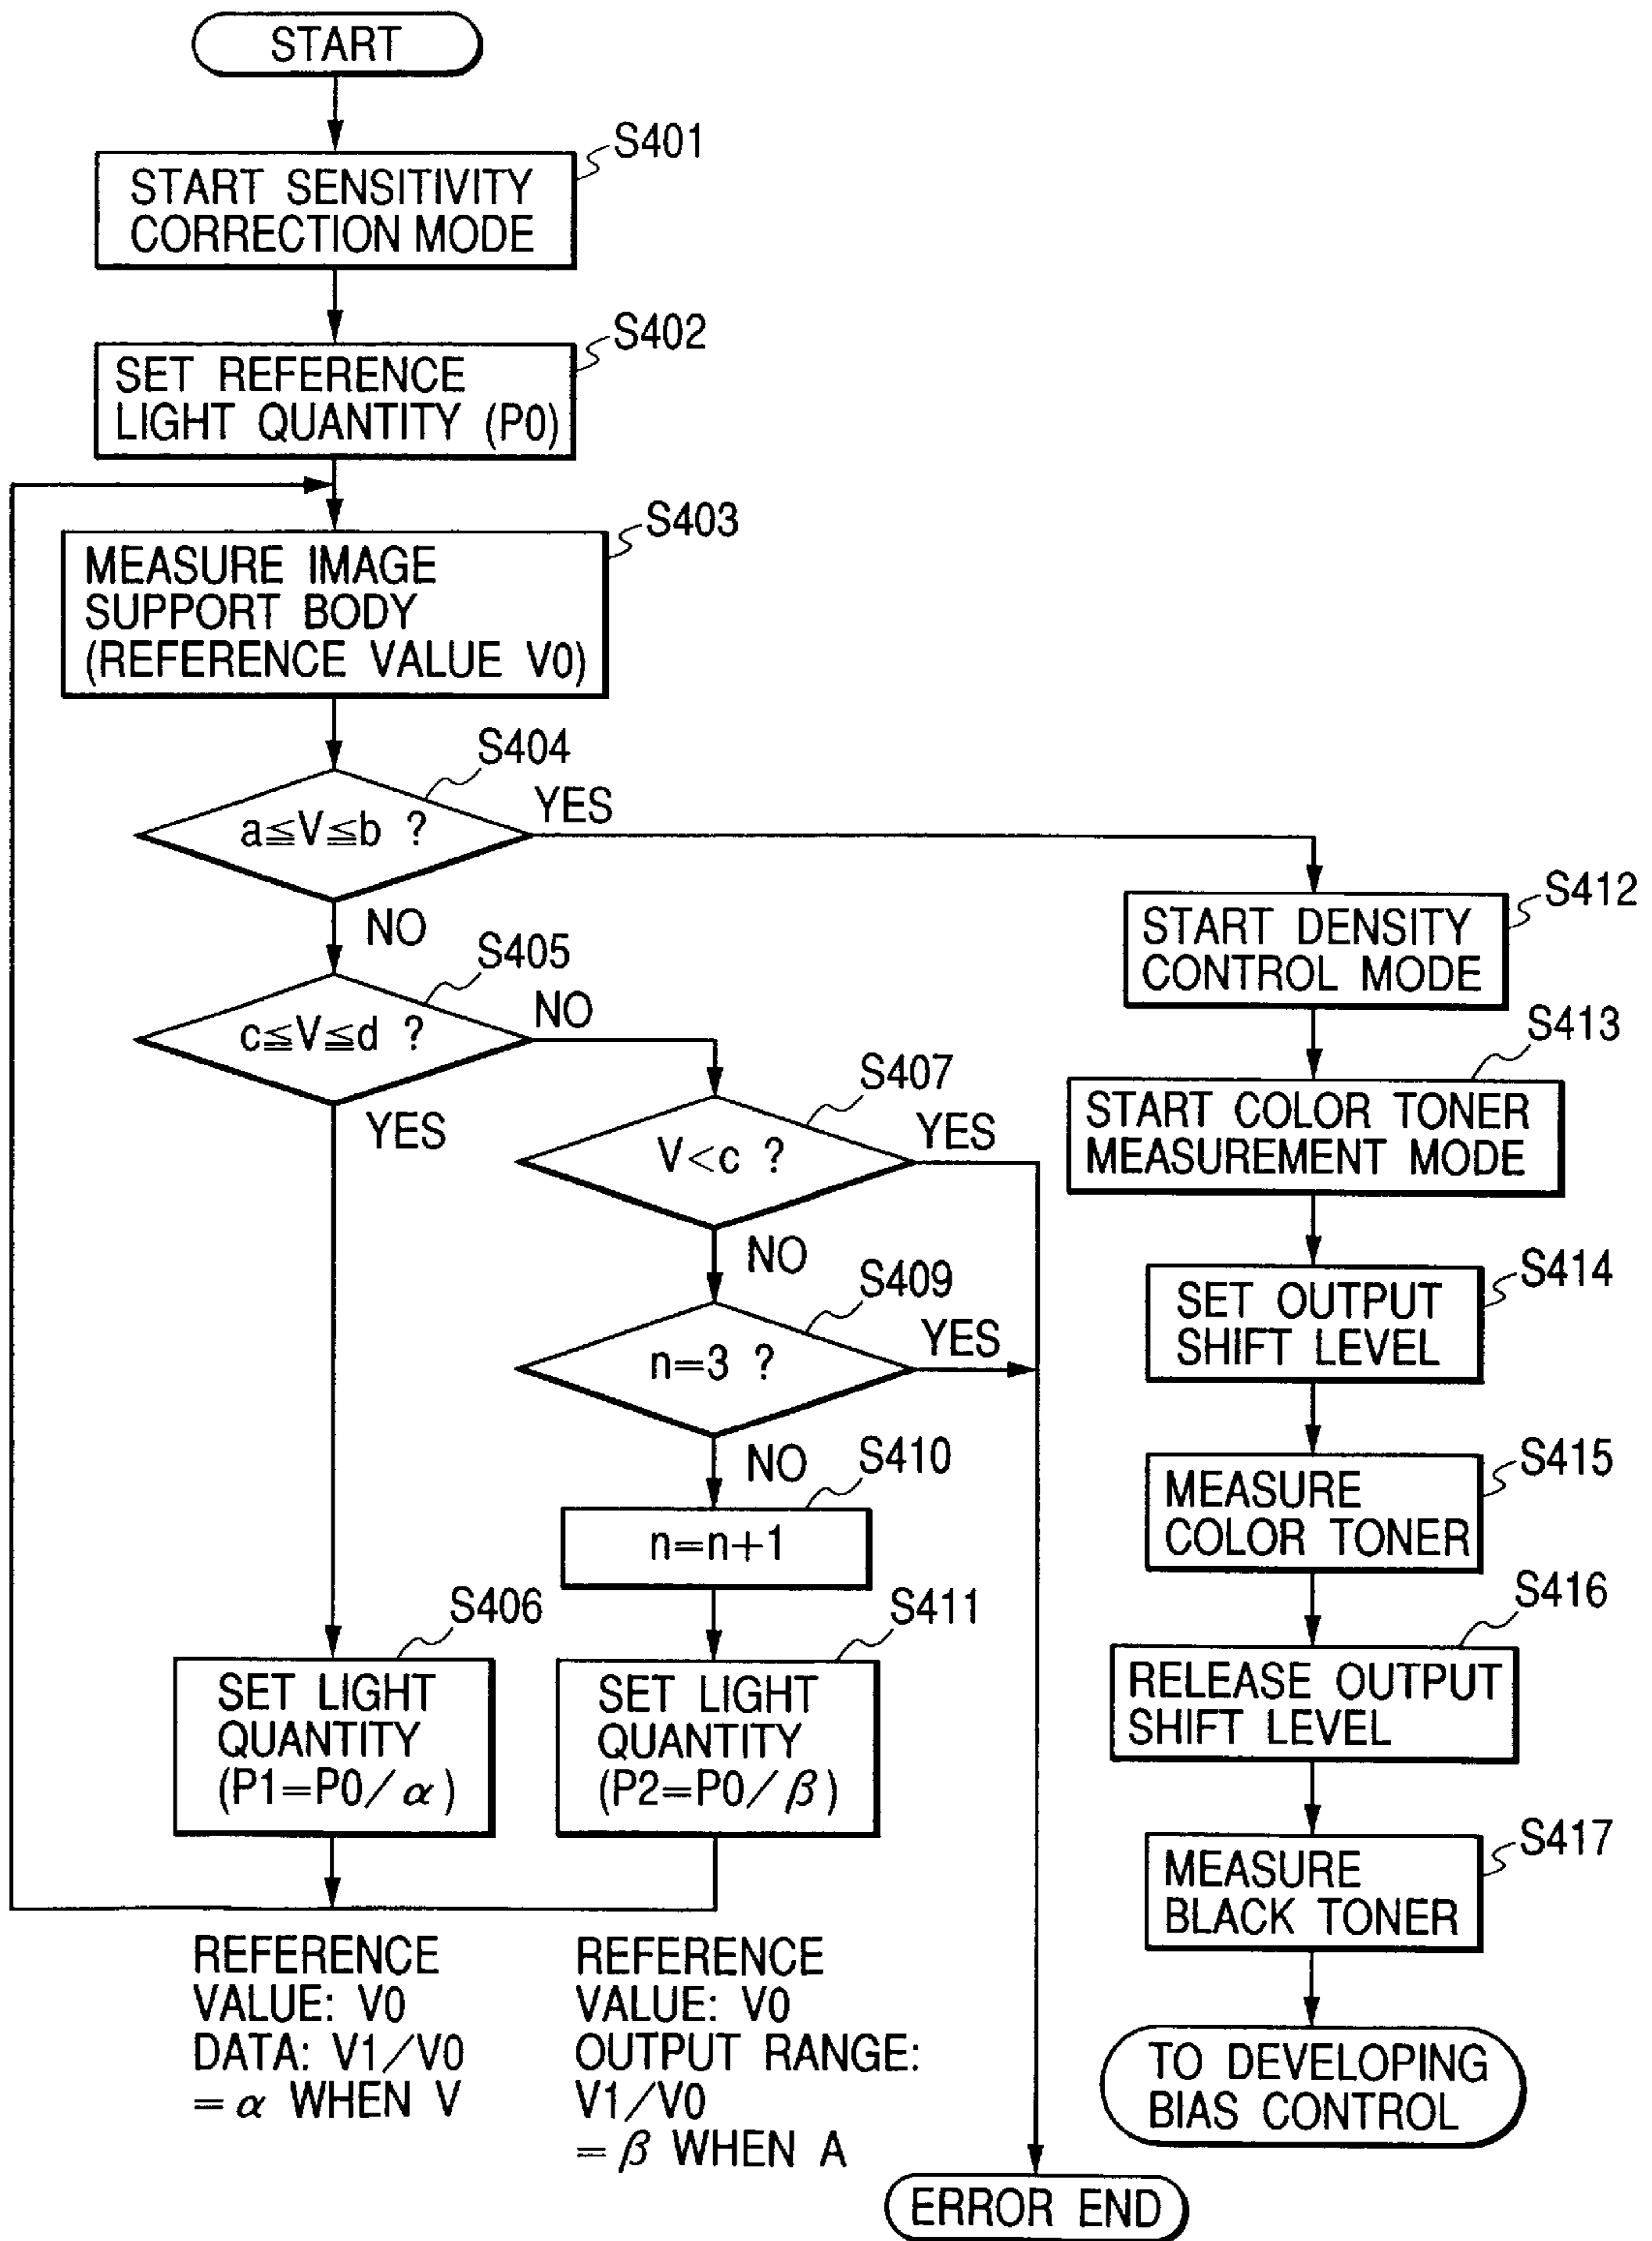 START
S401
START SENSITIVITY
CORRECTION MODE
S402
SET REFERENCE
LIGHT QUANTITY (P0)
S403
MEASURE IMAGE
SUPPORT BODY
(REFERENCE VALUE V0)
S404
a≦V≦b ?
YES
NO
S405
c≦V≦d ?
NO
YES
S407
V<c ?
YES
NO
S409
n=3 ?
YES
NO
S410
n=n+1
S406
SET LIGHT
QUANTITY
(P1=P0/α)
S411
SET LIGHT
QUANTITY
(P2=P0/β)
REFERENCE
VALUE: V0
DATA: V1/V0
=α WHEN V
REFERENCE
VALUE: V0
OUTPUT RANGE:
V1/V0
=β WHEN A
ERROR END
S412
START DENSITY
CONTROL MODE
S413
START COLOR TONER
MEASUREMENT MODE
S414
SET OUTPUT
SHIFT LEVEL
S415
MEASURE
COLOR TONER
S416
RELEASE OUTPUT
SHIFT LEVEL
S417
MEASURE
BLACK TONER
TO DEVELOPING
BIAS CONTROL